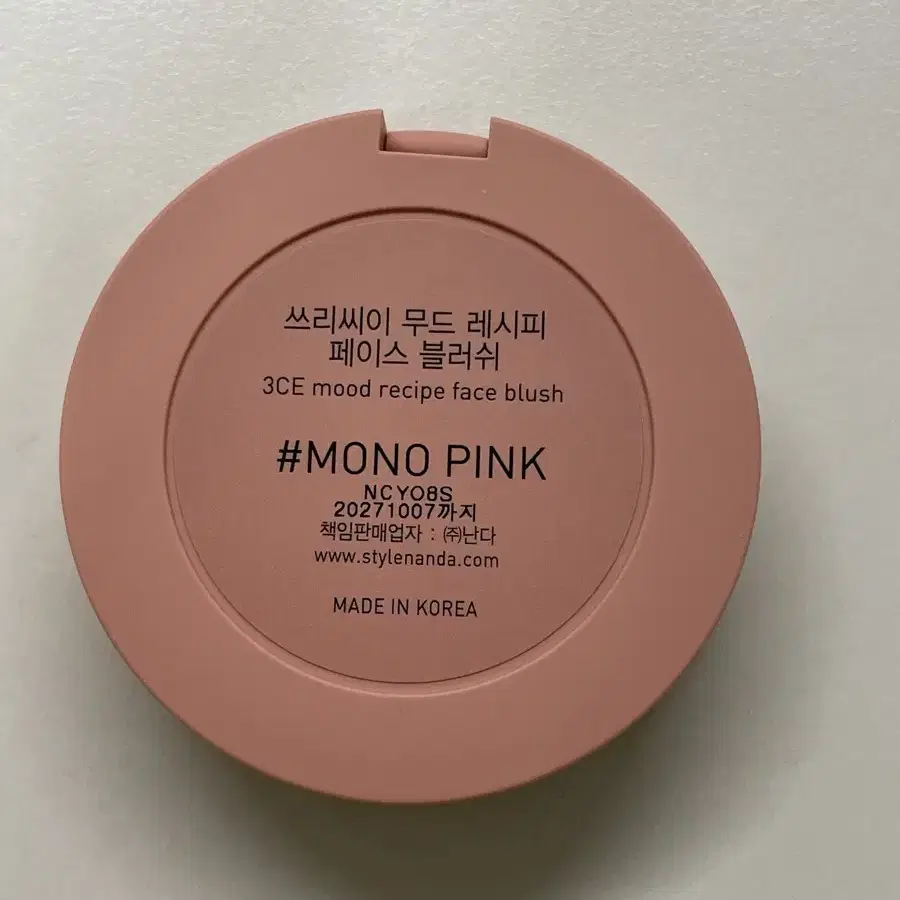 쓰리씨이 무드 레시피
페이스 블러쉬
3CE mood recipe face blush
#MONO PINK
NCY08S
20271007까지
책임판매업자 : ㈜난다
www.stylenanda.com
MADE IN KOREA